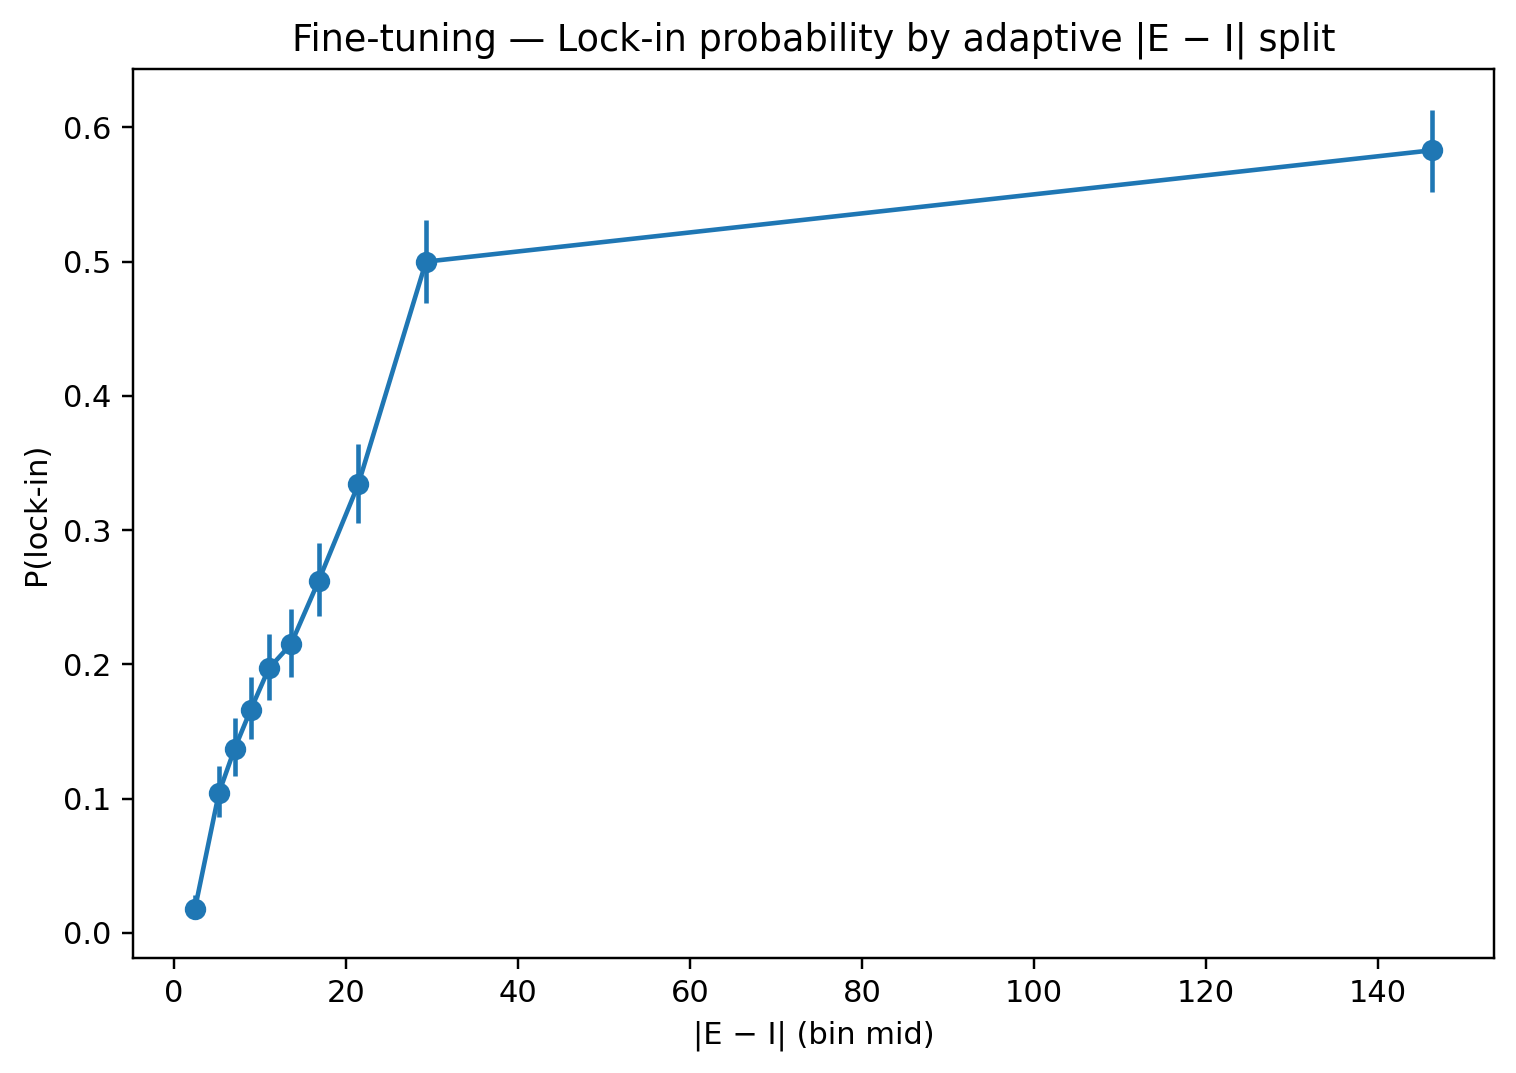 Fine-tuning — Lock-in probability by adaptive |E − I| split
P(lock-in)
0.6
0.5
0.4
0.3
0.2
0.1
0.0
0 20 40 60 80 100 120 140
|E − I| (bin mid)